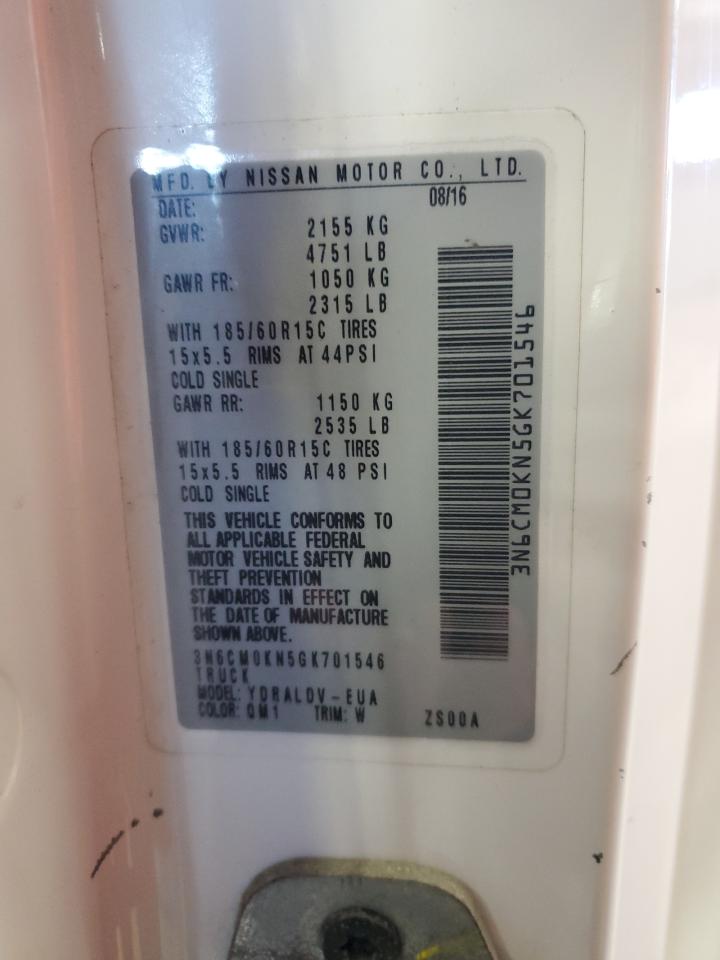 MFD. BY NISSAN MOTOR CO., LTD.
DATE: 08/16
GVWR: 2155 KG
4751 LB
GAWR FR: 1050 KG
2315 LB
WITH 185/60R15C TIRES
15x5.5 RIMS AT 44PSI
COLD SINGLE
GAWR RR: 1150 KG
2535 LB
WITH 185/60R15C TIRES
15x5.5 RIMS AT 48 PSI
COLD SINGLE
THIS VEHICLE CONFORMS TO
ALL APPLICABLE FEDERAL
MOTOR VEHICLE SAFETY AND
THEFT PREVENTION
STANDARDS IN EFFECT ON
THE DATE OF MANUFACTURE
SHOWN ABOVE.
3N6CM0KN5GK701546
TRUCK
MODEL: YDRALDV-EUA
COLOR: QM1 TRIM: W ZS00A
3N6CM0KN5GK701546